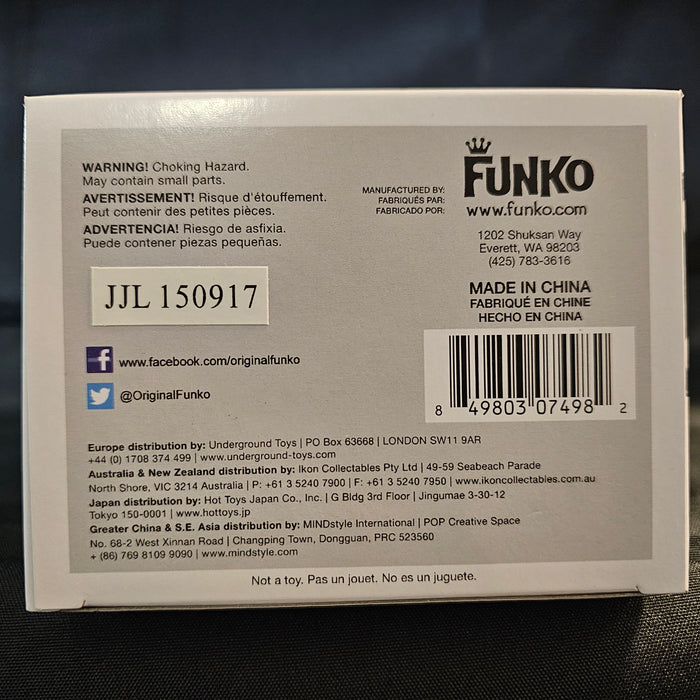 WARNING! Choking Hazard.
May contain small parts.
AVERTISSEMENT! Risque d'étouffement.
Peut contenir des petites pièces.
ADVERTENCIA! Riesgo de asfixia.
Puede contener piezas pequeñas.
MANUFACTURED BY:
FABRIQUÉS PAR:
FABRICADO POR:
FUNKO
www.funko.com
1202 Shuksan Way
Everett, WA 98203
(425) 783-3616
MADE IN CHINA
FABRIQUÉ EN CHINE
HECHO EN CHINA
JJL 150917
f www.facebook.com/originalfunko
@OriginalFunko
8 49803 07498 2
Europe distribution by: Underground Toys | PO Box 63668 | LONDON SW11 9AR
+44 (0) 1708 374 499 | www.underground-toys.com
Australia & New Zealand distribution by: Ikon Collectables Pty Ltd | 49-59 Seabeach Parade
North Shore, VIC 3214 Australia | P: +61 3 5240 7900 | F: +61 3 5240 7950 | www.ikoncollectables.com.au
Japan distribution by: Hot Toys Japan Co., Inc. | G Bldg 3rd Floor | Jingumae 3-30-12
Tokyo 150-0001 | www.hottoys.jp
Greater China & S.E. Asia distribution by: MINDstyle International | POP Creative Space
No. 68-2 West Xinnan Road | Changping Town, Dongguan, PRC 523560
+ (86) 769 8109 9090 | www.mindstyle.com
Not a toy. Pas un jouet. No es un juguete.